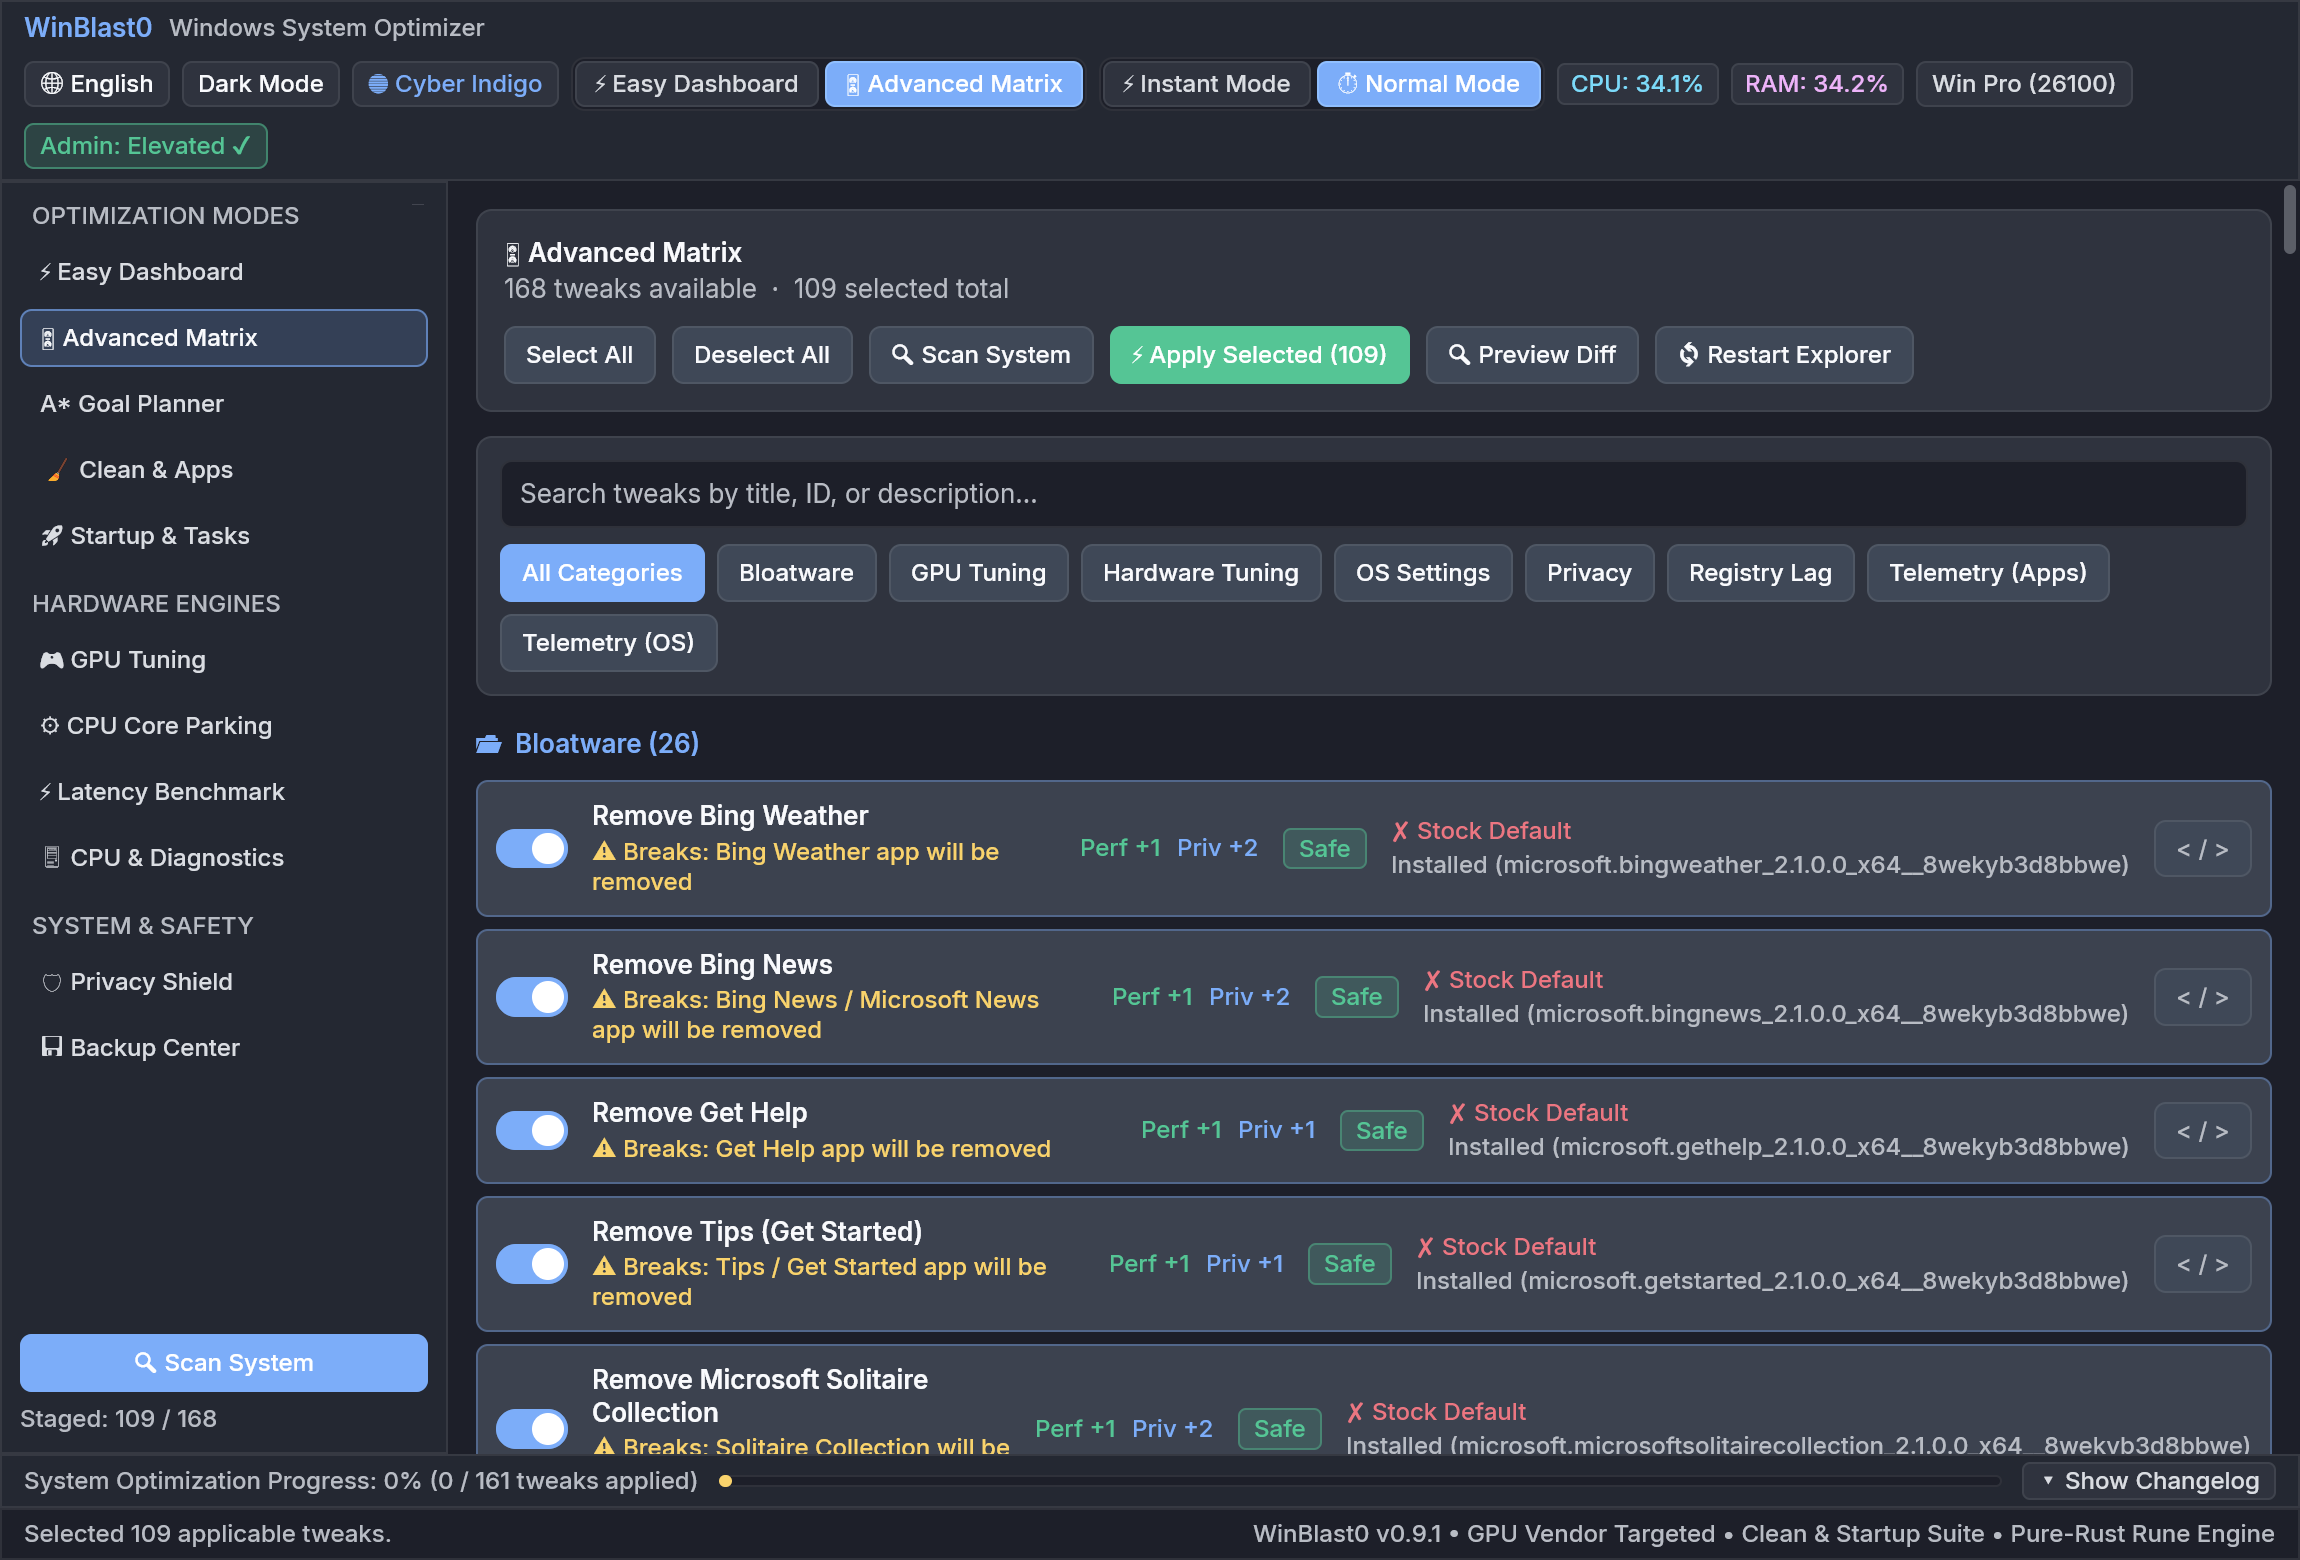 WinBlast0 Windows System Optimizer
English
Dark Mode
Cyber Indigo
⚡Easy Dashboard
Advanced Matrix
⚡Instant Mode
Normal Mode
CPU: 34.1%
RAM: 34.2%
Win Pro (26100)
Admin: Elevated ✓
OPTIMIZATION MODES
⚡Easy Dashboard
Advanced Matrix
A* Goal Planner
Clean & Apps
Startup & Tasks
HARDWARE ENGINES
GPU Tuning
CPU Core Parking
⚡Latency Benchmark
CPU & Diagnostics
SYSTEM & SAFETY
Privacy Shield
Backup Center
Scan System
Staged: 109 / 168
Advanced Matrix
168 tweaks available · 109 selected total
Select All
Deselect All
Scan System
⚡Apply Selected (109)
Preview Diff
Restart Explorer
Search tweaks by title, ID, or description...
All Categories
Bloatware
GPU Tuning
Hardware Tuning
OS Settings
Privacy
Registry Lag
Telemetry (Apps)
Telemetry (OS)
Bloatware (26)
Remove Bing Weather
⚠ Breaks: Bing Weather app will be
removed
Perf +1 Priv +2
Safe
✗ Stock Default
Installed (microsoft.bingweather_2.1.0.0_x64__8wekyb3d8bbwe)
< / >
Remove Bing News
⚠ Breaks: Bing News / Microsoft News
app will be removed
Perf +1 Priv +2
Safe
✗ Stock Default
Installed (microsoft.bingnews_2.1.0.0_x64__8wekyb3d8bbwe)
< / >
Remove Get Help
⚠ Breaks: Get Help app will be removed
Perf +1 Priv +1
Safe
✗ Stock Default
Installed (microsoft.gethelp_2.1.0.0_x64__8wekyb3d8bbwe)
< / >
Remove Tips (Get Started)
⚠ Breaks: Tips / Get Started app will be
removed
Perf +1 Priv +1
Safe
✗ Stock Default
Installed (microsoft.getstarted_2.1.0.0_x64__8wekyb3d8bbwe)
< / >
Remove Microsoft Solitaire
Collection
⚠ Breaks: Solitaire Collection will be
Perf +1 Priv +2
Safe
✗ Stock Default
Installed (microsoft.microsoftsolitairecollection_2.1.0.0_x64__8wekyb3d8bbwe)
System Optimization Progress: 0% (0 / 161 tweaks applied)
▼ Show Changelog
Selected 109 applicable tweaks.
WinBlast0 v0.9.1 • GPU Vendor Targeted • Clean & Startup Suite • Pure-Rust Rune Engine